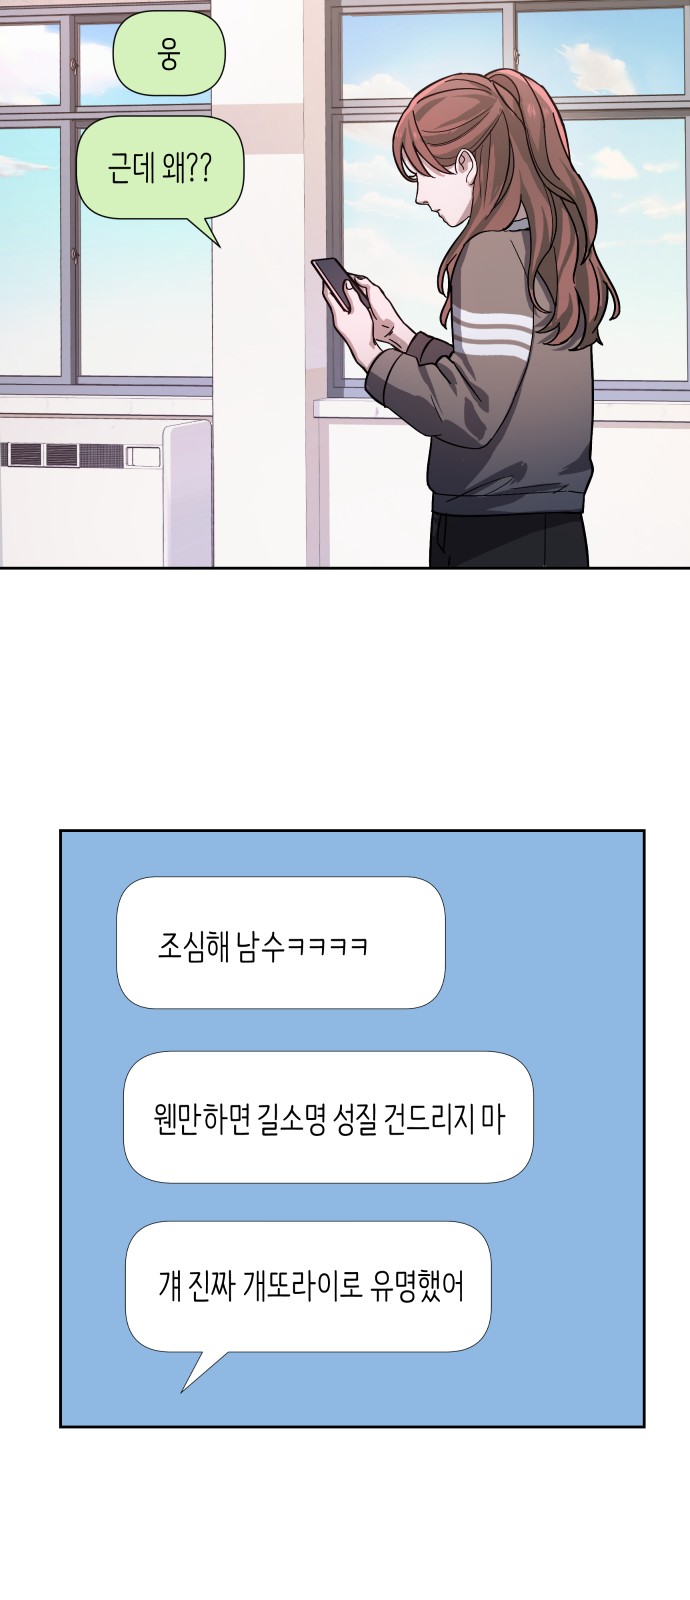 웅
근데 왜??
조심해 남수ㅋㅋㅋㅋ
웬만하면 길소명 성질 건드리지 마
걔 진짜 개또라이로 유명했어